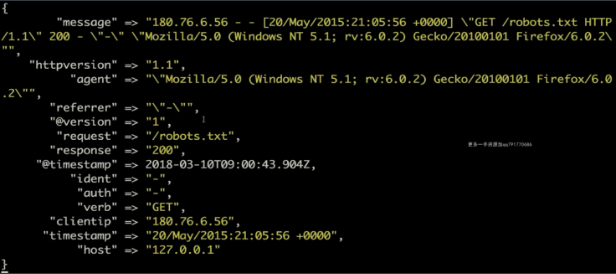 {
"message" => "180.76.6.56 - - [20/May/2015:21:05:56 +0000] \"GET /robots.txt HTTP
/1.1\" 200 - \"-\" \"Mozilla/5.0 (Windows NT 5.1; rv:6.0.2) Gecko/20100101 Firefox/6.0.2\
"",
"httpversion" => "1.1",
"agent" => "\"Mozilla/5.0 (Windows NT 5.1; rv:6.0.2) Gecko/20100101 Firefox/6.0
.2\"",
"referrer" => "\"-\"",
"@version" => "1",
"request" => "/robots.txt",
"response" => "200",
"@timestamp" => 2018-03-10T09:00:43.904Z,
"ident" => "-",
"auth" => "-",
"verb" => "GET",
"clientip" => "180.76.6.56",
"timestamp" => "20/May/2015:21:05:56 +0000",
"host" => "127.0.0.1"
}